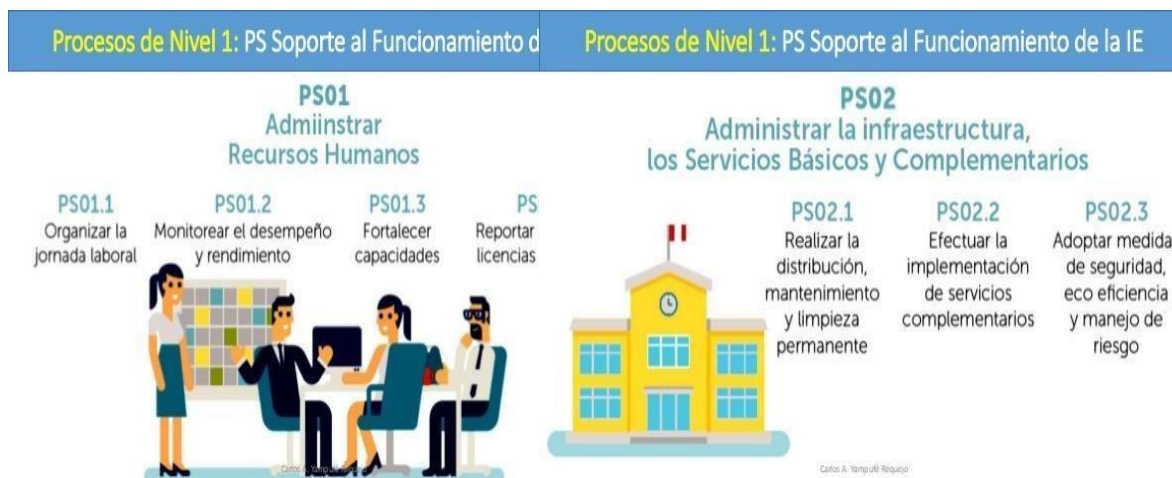 Procesos de Nivel 1: PS Soporte al Funcionamiento d
PS01
Admiinstrar
Recursos Humanos
PS01.1
Organizar la
jornada laboral
PS01.2
Monitorear el desempeño
y rendimiento
PS01.3
Fortalecer
capacidades
PS
Reportar
licencias
Carlos A. Yampufé Requejo
Procesos de Nivel 1: PS Soporte al Funcionamiento de la IE
PS02
Administrar la infraestructura,
los Servicios Básicos y Complementarios
PS02.1
Realizar la
distribución,
mantenimiento
y limpieza
permanente
PS02.2
Efectuar la
implementación
de servicios
complementarios
PS02.3
Adoptar medida
de seguridad,
eco eficiencia
y manejo de
riesgo
Carlos A. Yampufé Requejo